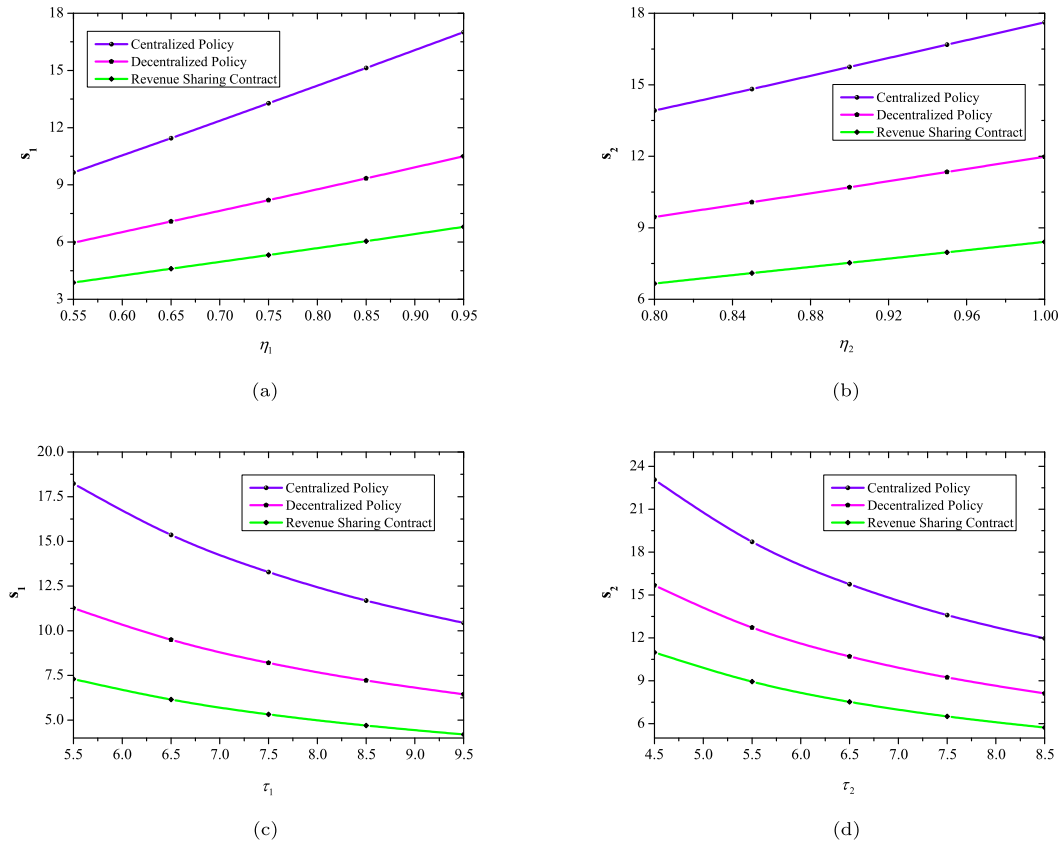 18
15
12
9
6
3
s1
Centralized Policy
Decentralized Policy
Revenue Sharing Contract
0.55 0.60 0.65 0.70 0.75 0.80 0.85 0.90 0.95
η1
(a)
18
15
12
9
6
s2
Centralized Policy
Decentralized Policy
Revenue Sharing Contract
0.80 0.84 0.88 0.92 0.96 1.00
η2
(b)
20.0
17.5
15.0
12.5
10.0
7.5
5.0
s1
Centralized Policy
Decentralized Policy
Revenue Sharing Contract
5.5 6.0 6.5 7.0 7.5 8.0 8.5 9.0 9.5
τ1
(c)
24
21
18
15
12
9
6
s2
Centralized Policy
Decentralized Policy
Revenue Sharing Contract
4.5 5.0 5.5 6.0 6.5 7.0 7.5 8.0 8.5
τ2
(d)